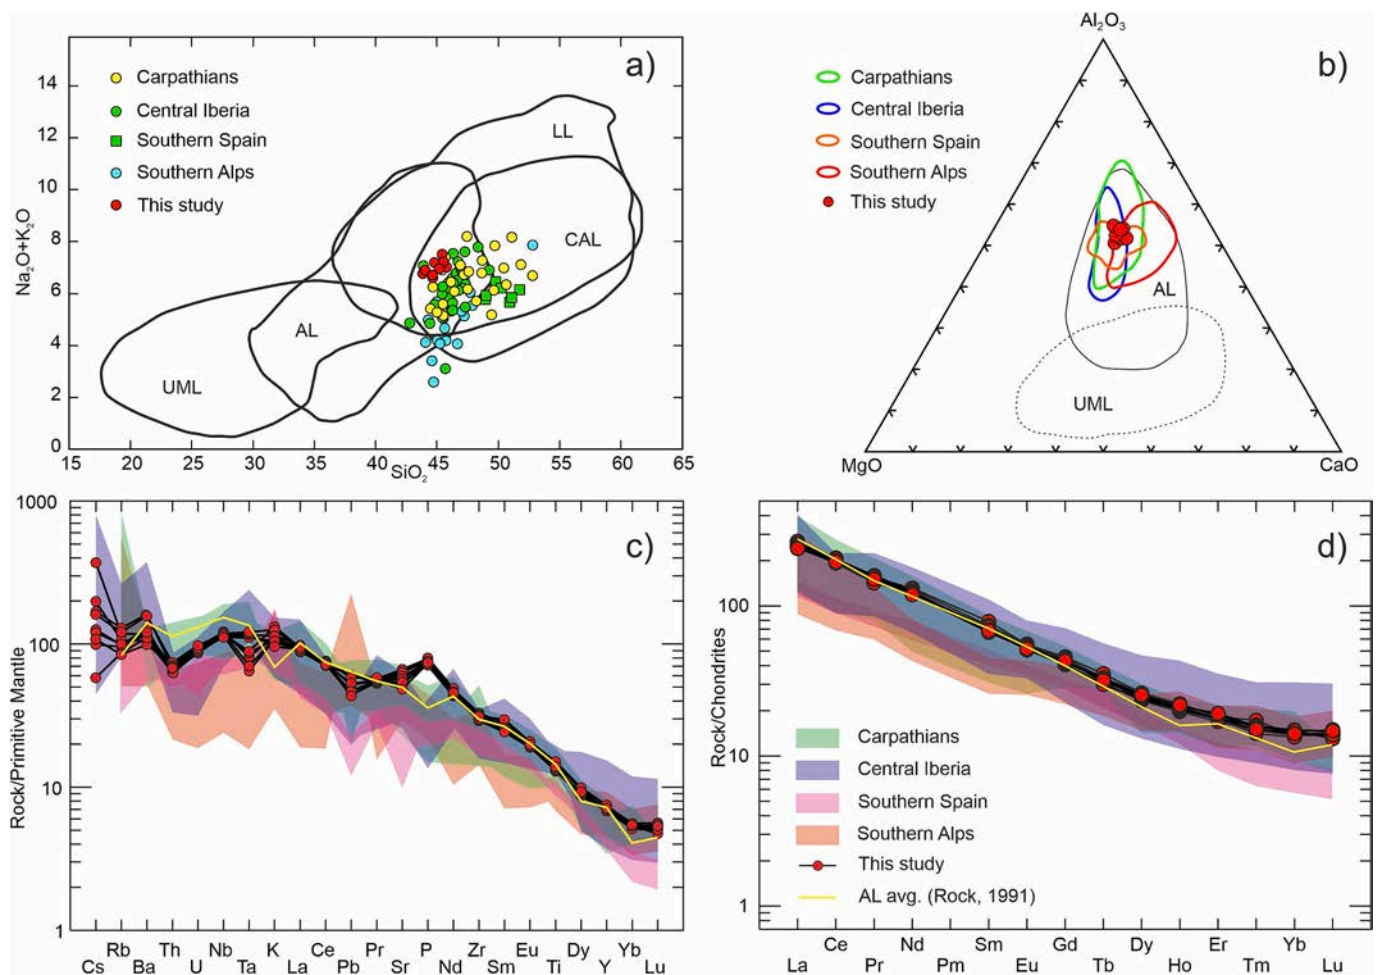 a)
Carpathians
Central Iberia
Southern Spain
Southern Alps
This study
LL
CAL
AL
UML
Na₂O+K₂O
14
12
10
8
6
4
2
0
15 20 25 30 35 40 45 50 55 60 65
SiO₂
b)
Al₂O₃
Carpathians
Central Iberia
Southern Spain
Southern Alps
This study
AL
UML
MgO
CaO
c)
Rock/Primitive Mantle
1000
100
10
1
Rb Th Nb K Ce Pr P Zr Eu Dy Yb
Cs Ba U Ta La Pb Sr Nd Sm Ti Y Lu
d)
Rock/Chondrites
100
10
1
Carpathians
Central Iberia
Southern Spain
Southern Alps
This study
AL avg. (Rock, 1991)
Ce Nd Sm Gd Dy Er Yb
La Pr Pm Eu Tb Ho Tm Lu